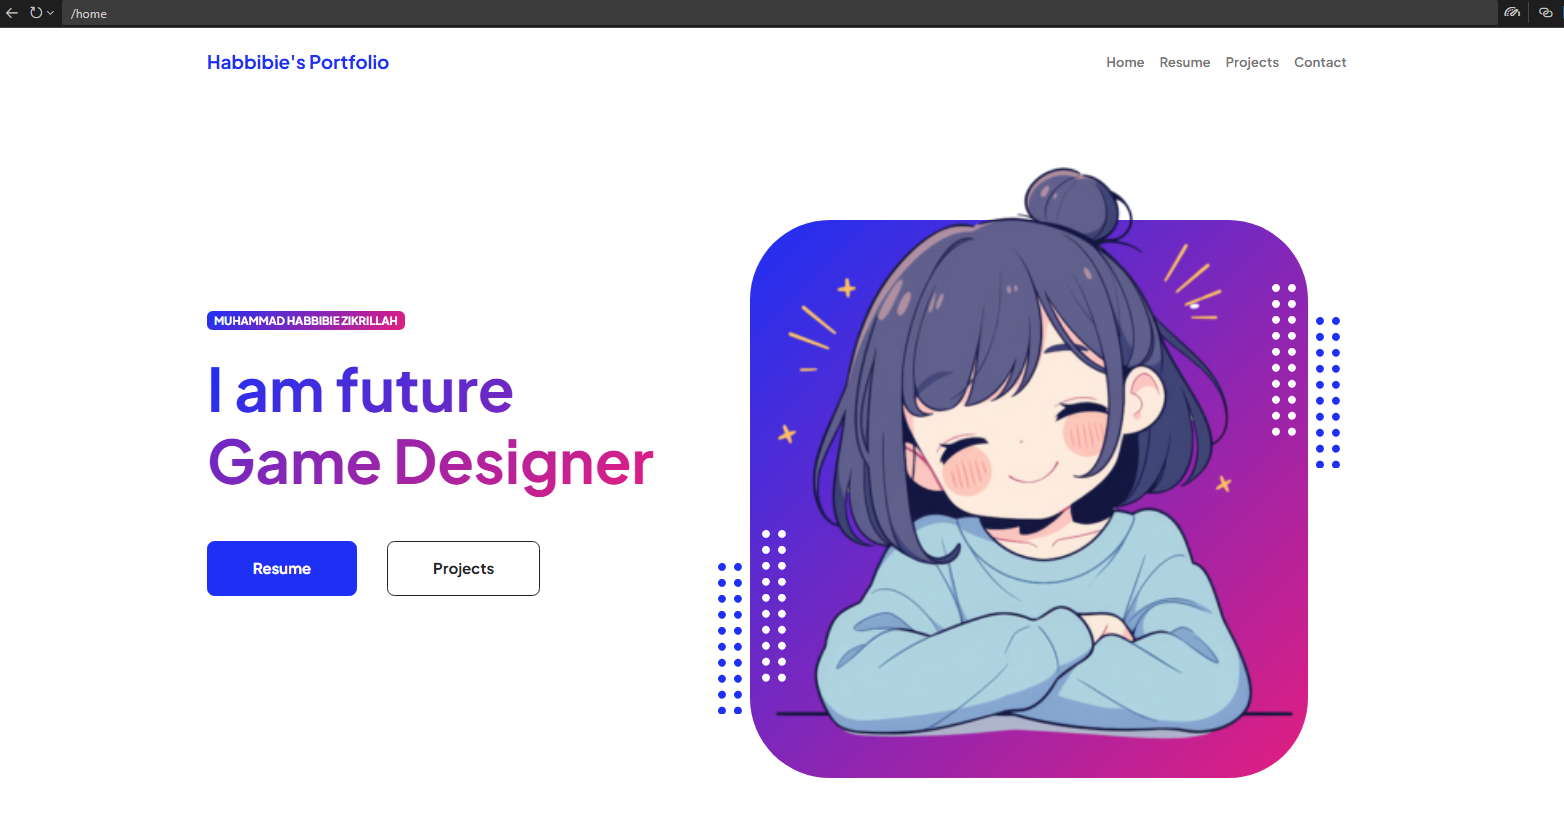 /home
Habbibie's Portfolio
Home Resume Projects Contact
MUHAMMAD HABBIBIE ZIKRILLAH
I am future
Game Designer
Resume Projects